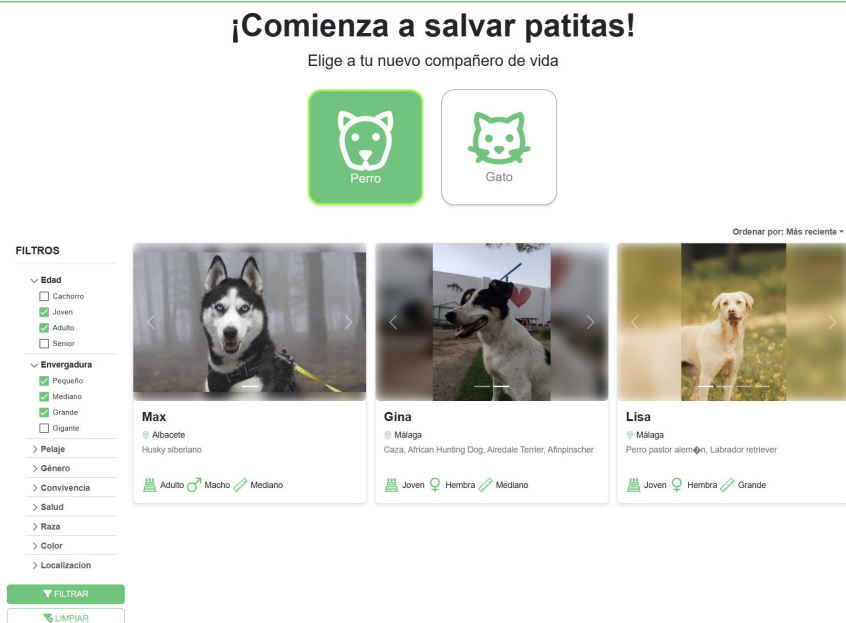 ¡Comienza a salvar patitas!
Elige a tu nuevo compañero de vida
Perro
Gato
Ordenar por: Más reciente
FILTROS
Edad
Cachorro
Joven
Adulto
Senior
Envergadura
Pequeño
Mediano
Grande
Gigante
Pelaje
Género
Convivencia
Salud
Raza
Color
Localizacion
FILTRAR
LIMPIAR
Max
Albacete
Husky siberiano
Adulto Macho Mediano
Gina
Málaga
Caza, African Hunting Dog, Airedale Terrier, Afinpinscher
Joven Hembra Mediano
Lisa
Málaga
Perro pastor alem�n, Labrador retriever
Joven Hembra Grande